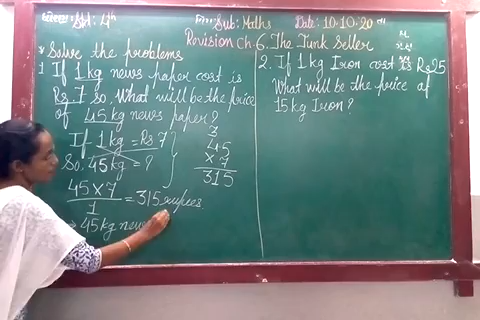 Std: 4th Sub: Maths Date: 10.10.20
Revision Ch 6. The Junk Seller
* Solve the problems
1 If 1 kg news paper cost is
Rs. 7 so, What will be the price
of 45 kg news paper?
If 1 kg = Rs 7
So, 45 kg = ?
45 x 7
1
= 315 rupees
→ 45 kg news
3
45
x 7
315
2. If 1 kg Iron cost is Rs 25
What will be the price of
15 kg Iron?